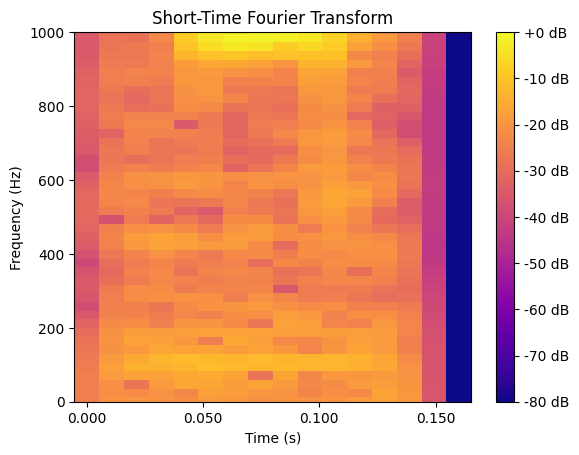 Short-Time Fourier Transform
1000
800
600
400
200
0
Frequency (Hz)
0.000
0.050
0.100
0.150
Time (s)
+0 dB
-10 dB
-20 dB
-30 dB
-40 dB
-50 dB
-60 dB
-70 dB
-80 dB